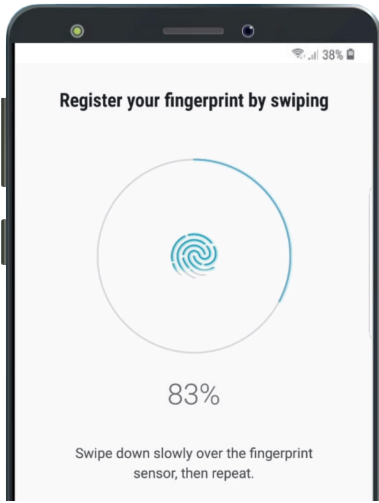 38%
Register your fingerprint by swiping
83%
Swipe down slowly over the fingerprint
sensor, then repeat.